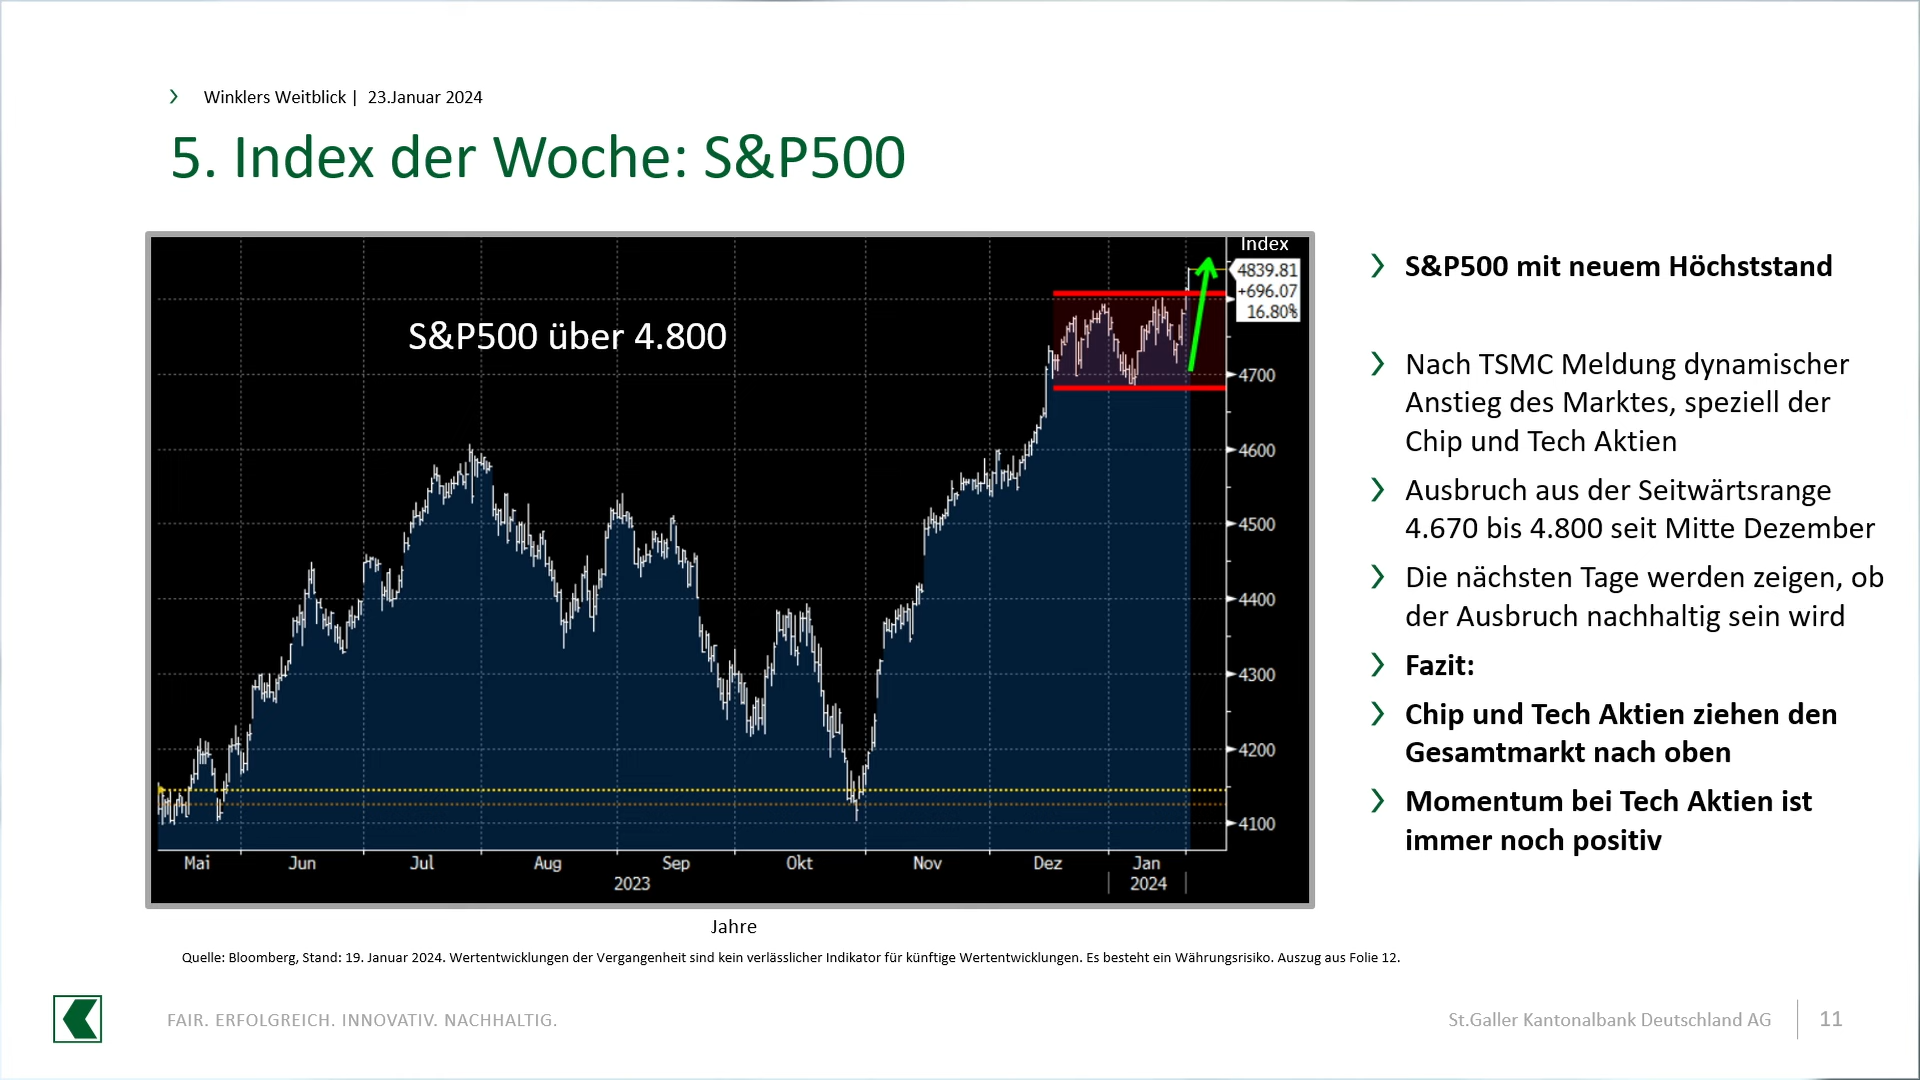 Winklers Weitblick | 23.Januar 2024
5. Index der Woche: S&P500
Index
4839.81
+696.07
16.80%
S&P500 über 4.800
4700
4600
4500
4400
4300
4200
4100
Mai Jun Jul Aug Sep Okt Nov Dez Jan
2023 2024
Jahre
S&P500 mit neuem Höchststand
Nach TSMC Meldung dynamischer
Anstieg des Marktes, speziell der
Chip und Tech Aktien
Ausbruch aus der Seitwärtsrange
4.670 bis 4.800 seit Mitte Dezember
Die nächsten Tage werden zeigen, ob
der Ausbruch nachhaltig sein wird
Fazit:
Chip und Tech Aktien ziehen den
Gesamtmarkt nach oben
Momentum bei Tech Aktien ist
immer noch positiv
Quelle: Bloomberg, Stand: 19. Januar 2024. Wertentwicklungen der Vergangenheit sind kein verlässlicher Indikator für künftige Wertentwicklungen. Es besteht ein Währungsrisiko. Auszug aus Folie 12.
FAIR. ERFOLGREICH. INNOVATIV. NACHHALTIG.
St.Galler Kantonalbank Deutschland AG 11